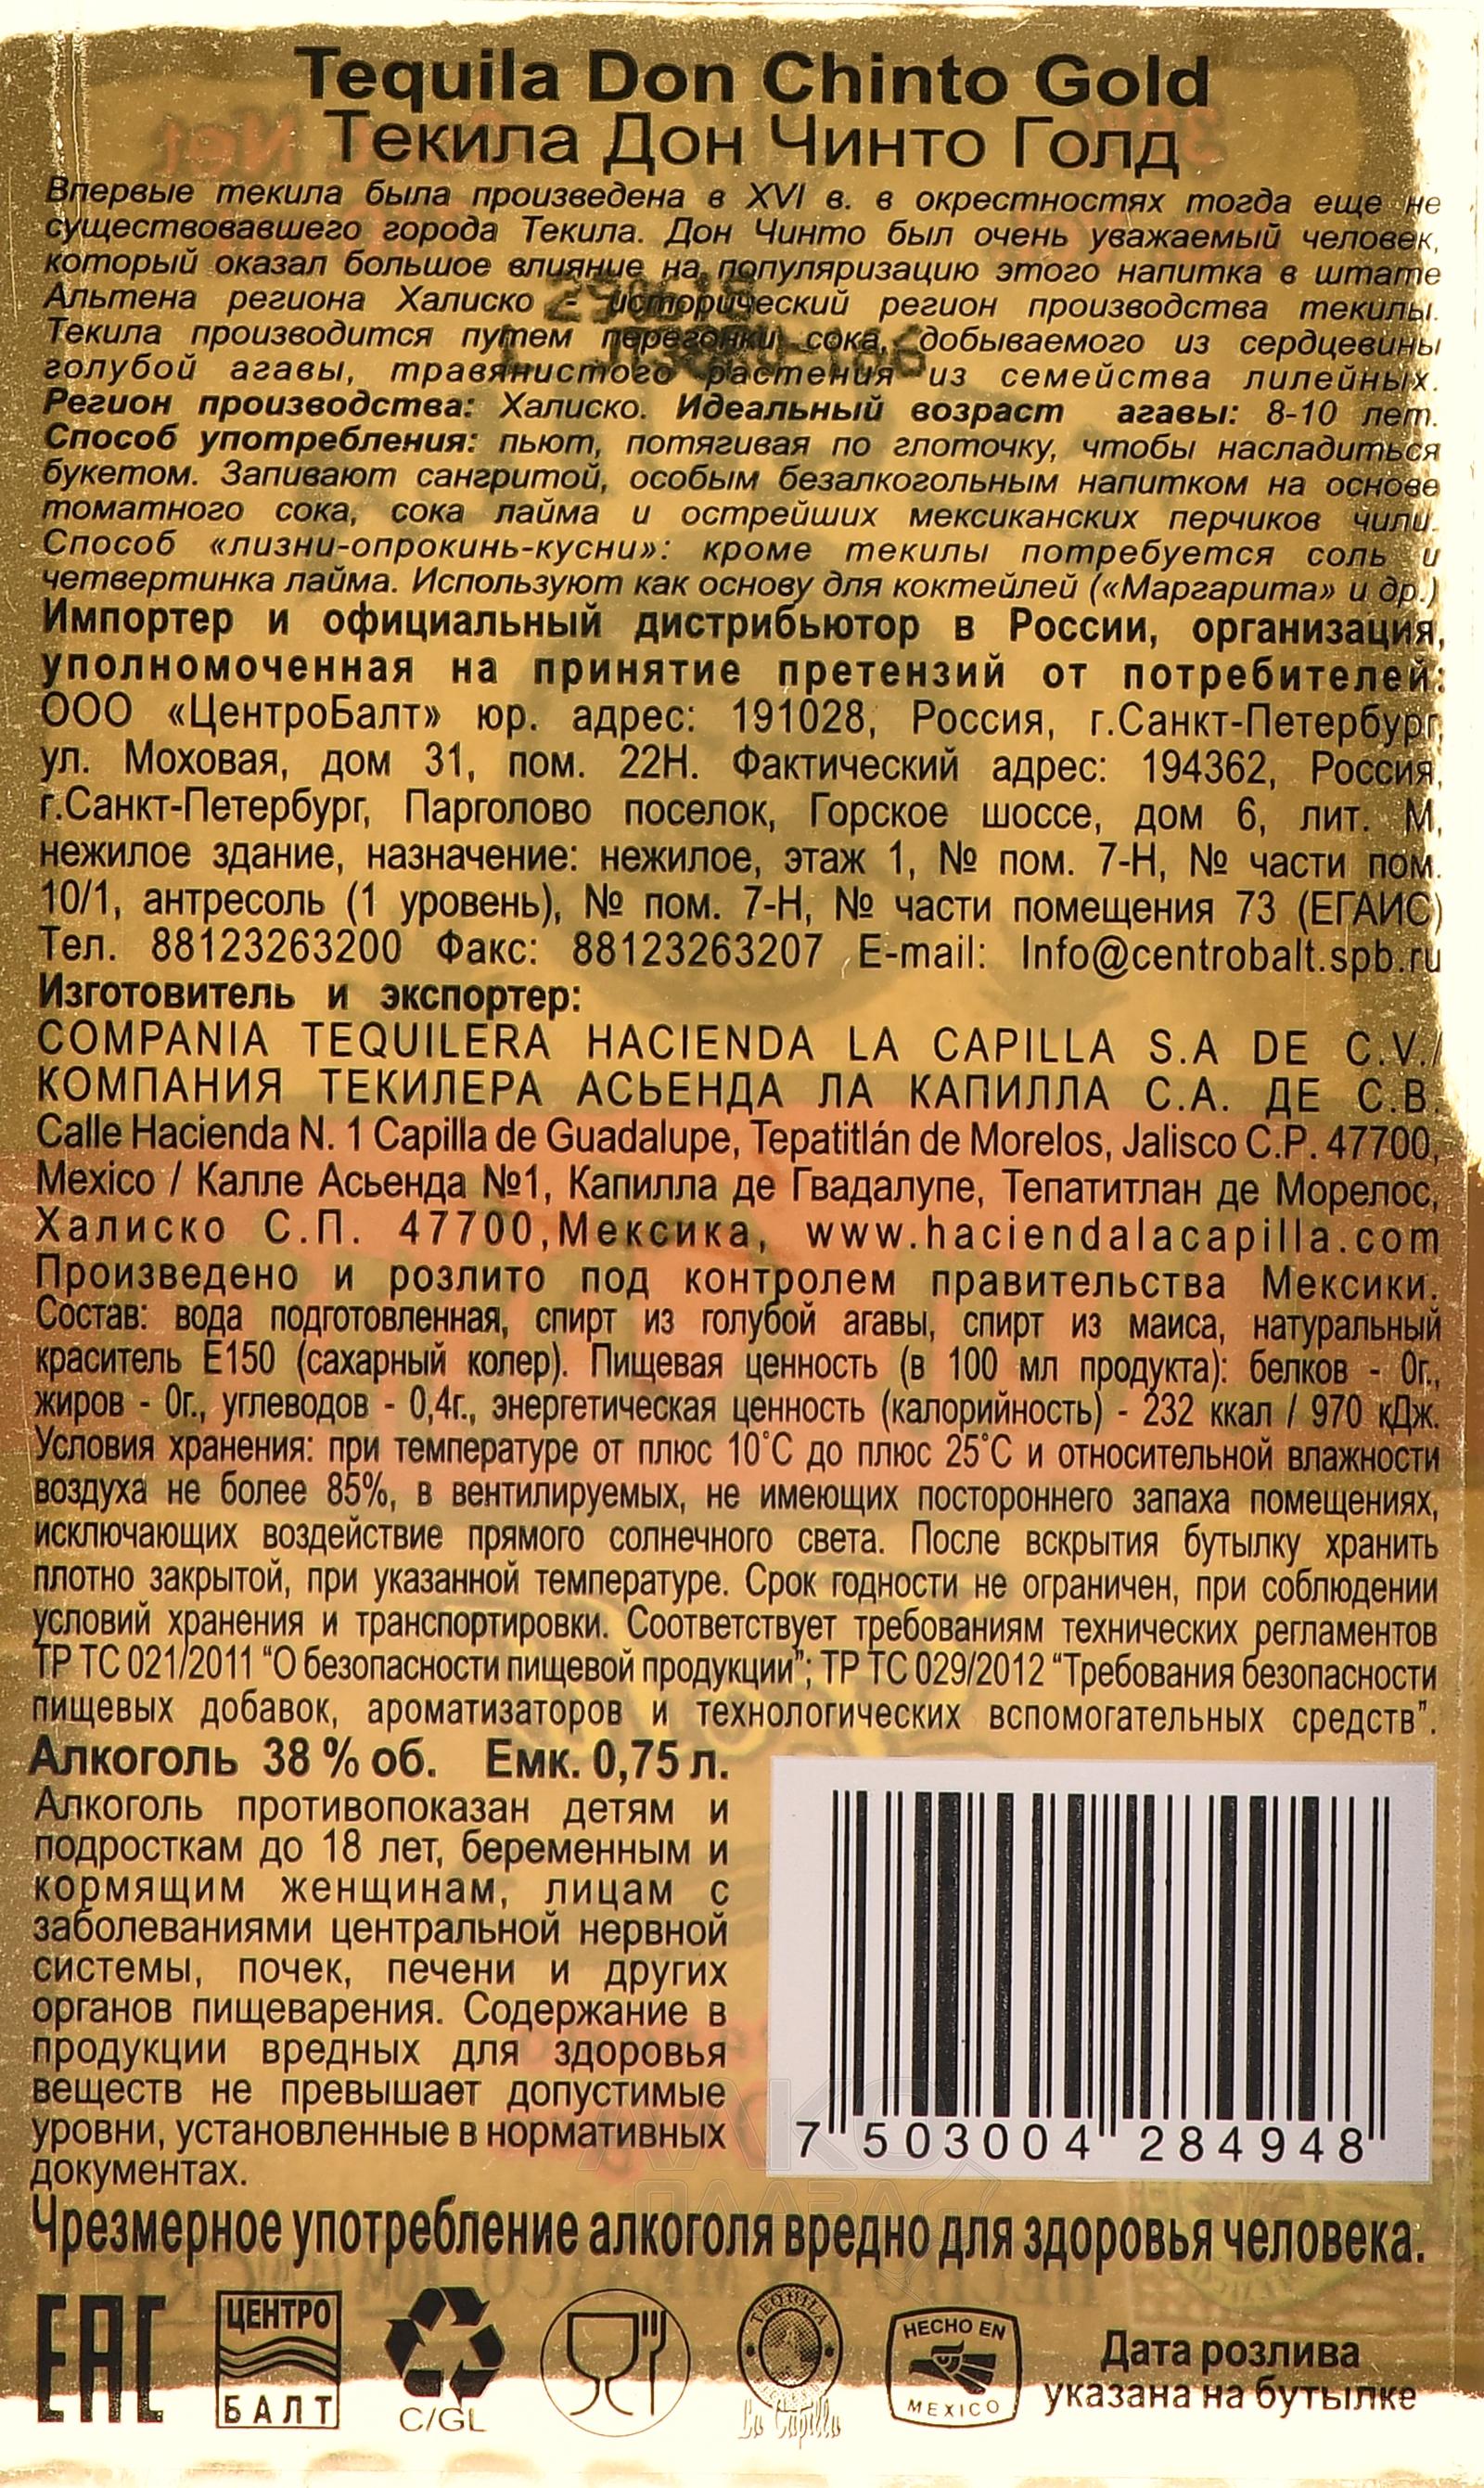 Tequila Don Chinto Gold
Текила Дон Чинто Голд
Впервые текила была произведена в XVI в. в окрестностях тогда еще не
существовавшего города Текила. Дон Чинто был очень уважаемый человек,
который оказал большое влияние на популяризацию этого напитка в штате
Альтена региона Халиско - исторический регион производства текилы.
Текила производится путем перегонки сока, добываемого из сердцевины
голубой агавы, травянистого растения из семейства лилейных.
Регион производства: Халиско. Идеальный возраст агавы: 8-10 лет.
Способ употребления: пьют, потягивая по глоточку, чтобы насладиться
букетом. Запивают сангритой, особым безалкогольным напитком на основе
томатного сока, сока лайма и острейших мексиканских перчиков чили.
Способ «лизни-опрокинь-кусни»: кроме текилы потребуется соль и
четвертинка лайма. Используют как основу для коктейлей («Маргарита» и др.)
Импортер и официальный дистрибьютор в России, организация,
уполномоченная на принятие претензий от потребителей:
ООО «ЦентроБалт» юр. адрес: 191028, Россия, г.Санкт-Петербург,
ул. Моховая, дом 31, пом. 22Н. Фактический адрес: 194362, Россия,
г.Санкт-Петербург, Парголово поселок, Горское шоссе, дом 6, лит. М,
нежилое здание, назначение: нежилое, этаж 1, № пом. 7-Н, № части пом.
10/1, антресоль (1 уровень), № пом. 7-Н, № части помещения 73 (ЕГАИС)
Тел. 88123263200 Факс: 88123263207 E-mail: Info@centrobalt.spb.ru
Изготовитель и экспортер:
COMPANIA TEQUILERA HACIENDA LA CAPILLA S.A DE C.V./
КОМПАНИЯ ТЕКИЛЕРА АСЬЕНДА ЛА КАПИЛЛА С.А. ДЕ С.В.
Calle Hacienda N. 1 Capilla de Guadalupe, Tepatitlán de Morelos, Jalisco C.P. 47700,
Mexico / Калле Асьенда №1, Капилла де Гвадалупе, Тепатитлан де Морелос,
Халиско С.П. 47700,Мексика, www.haciendalacapilla.com
Произведено и розлито под контролем правительства Мексики.
Состав: вода подготовленная, спирт из голубой агавы, спирт из маиса, натуральный
краситель Е150 (сахарный колер). Пищевая ценность (в 100 мл продукта): белков - 0г.,
жиров - 0г., углеводов - 0,4г., энергетическая ценность (калорийность) - 232 ккал / 970 кДж.
Условия хранения: при температуре от плюс 10°С до плюс 25°С и относительной влажности
воздуха не более 85%, в вентилируемых, не имеющих постороннего запаха помещениях,
исключающих воздействие прямого солнечного света. После вскрытия бутылку хранить
плотно закрытой, при указанной температуре. Срок годности не ограничен, при соблюдении
условий хранения и транспортировки. Соответствует требованиям технических регламентов
ТР ТС 021/2011 “О безопасности пищевой продукции”; ТР ТС 029/2012 “Требования безопасности
пищевых добавок, ароматизаторов и технологических вспомогательных средств”.
Алкоголь 38 % об. Емк. 0,75 л.
Алкоголь противопоказан детям и
подросткам до 18 лет, беременным и
кормящим женщинам, лицам с
заболеваниями центральной нервной
системы, почек, печени и других
органов пищеварения. Содержание в
продукции вредных для здоровья
веществ не превышает допустимые
уровни, установленные в нормативных
документах.
7 503004 284948
Чрезмерное употребление алкоголя вредно для здоровья человека.
ЕАС
ЦЕНТРО
БАЛТ
C/GL
TEQUILA
La Capilla
HECHO EN
MEXICO
Дата розлива
указана на бутылке